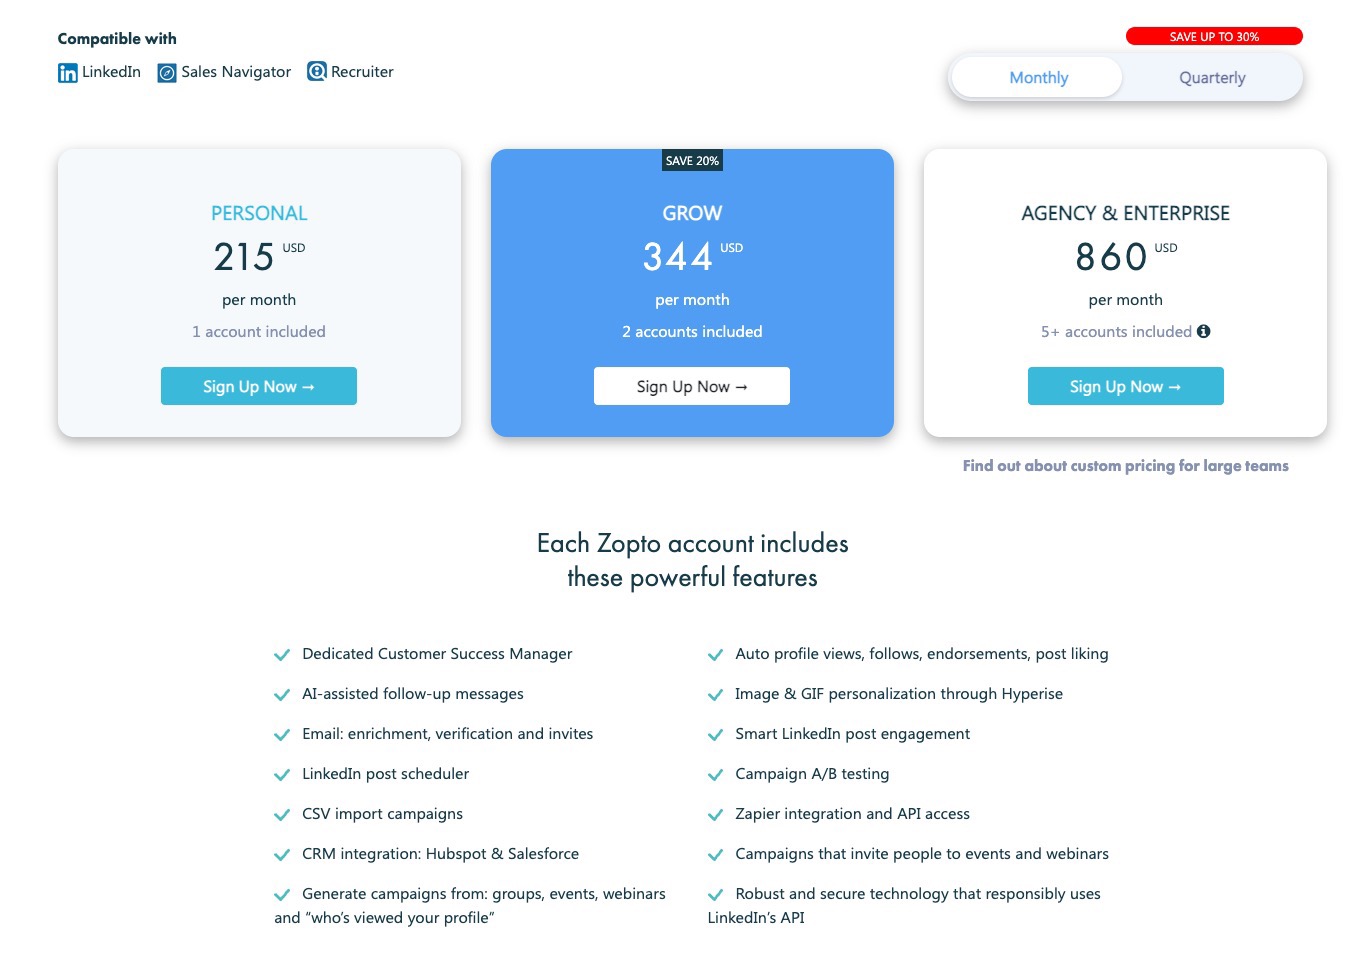 Compatible with
LinkedIn Sales Navigator Recruiter
SAVE UP TO 30%
Monthly Quarterly
PERSONAL
215 USD
per month
1 account included
Sign Up Now →
SAVE 20%
GROW
344 USD
per month
2 accounts included
Sign Up Now →
AGENCY & ENTERPRISE
860 USD
per month
5+ accounts included
Sign Up Now →
Find out about custom pricing for large teams
Each Zopto account includes
these powerful features
Dedicated Customer Success Manager
AI-assisted follow-up messages
Email: enrichment, verification and invites
LinkedIn post scheduler
CSV import campaigns
CRM integration: Hubspot & Salesforce
Generate campaigns from: groups, events, webinars
and “who’s viewed your profile”
Auto profile views, follows, endorsements, post liking
Image & GIF personalization through Hyperise
Smart LinkedIn post engagement
Campaign A/B testing
Zapier integration and API access
Campaigns that invite people to events and webinars
Robust and secure technology that responsibly uses
LinkedIn’s API